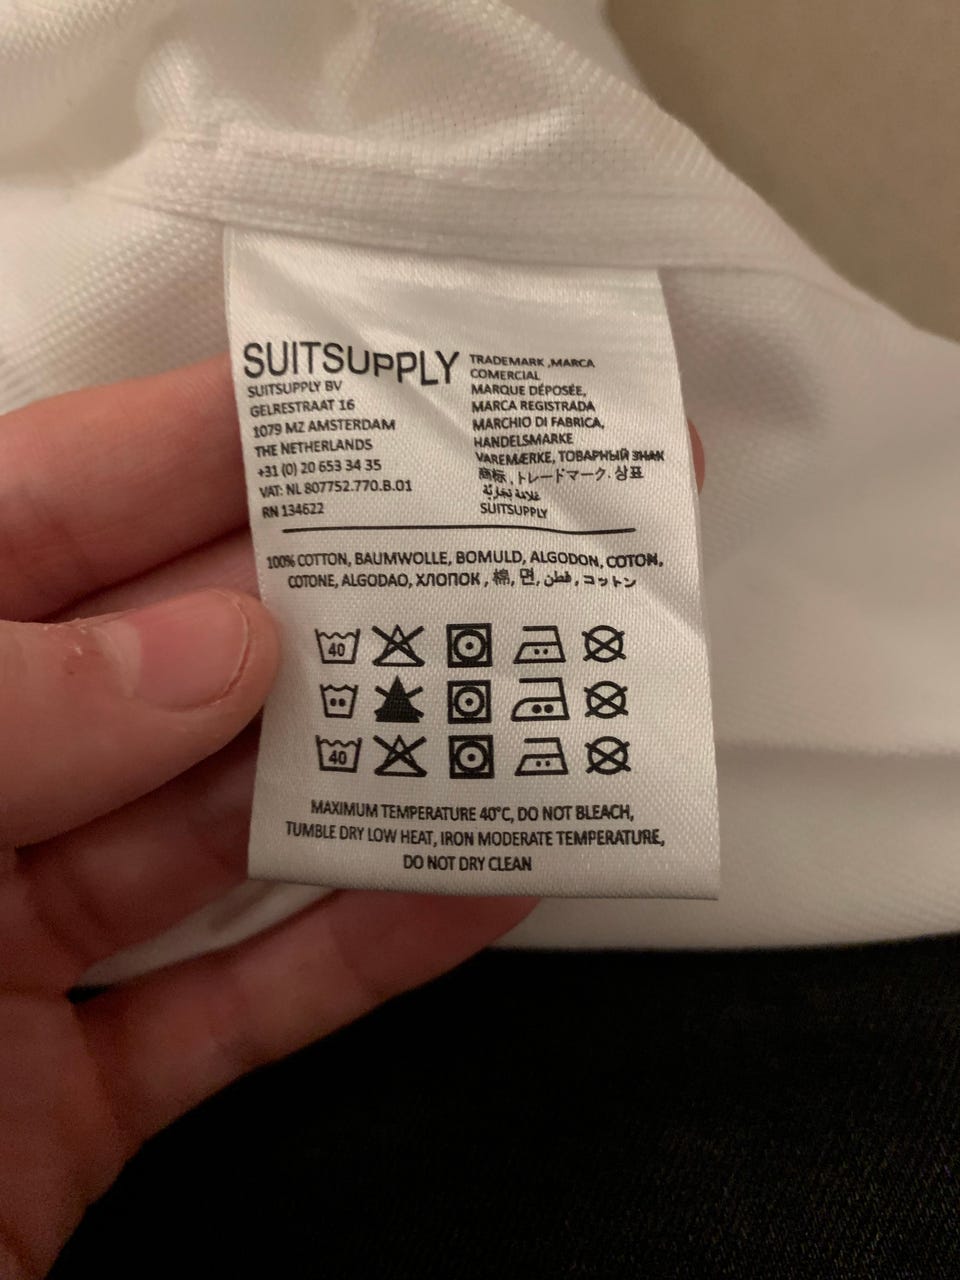 SUITSUPPLY
SUITSUPPLY BV
GELRESTRAAT 16
1079 MZ AMSTERDAM
THE NETHERLANDS
+31 (0) 20 653 34 35
VAT: NL 807752.770.B.01
RN 134622
TRADEMARK ,MARCA
COMERCIAL
MARQUE DÉPOSÉE,
MARCA REGISTRADA
MARCHIO DI FABRICA,
HANDELSMARKE
VAREMÆRKE, ТОВАРНЫЙ ЗНАК
商标 , トレードマーク. 상표
علامة تجارية
SUITSUPPLY
100% COTTON, BAUMWOLLE, BOMULD, ALGODON, COTON,
COTONE, ALGODAO, ХЛОПОК , 棉, 면, قطن, コットン
40
40
MAXIMUM TEMPERATURE 40°C, DO NOT BLEACH,
TUMBLE DRY LOW HEAT, IRON MODERATE TEMPERATURE,
DO NOT DRY CLEAN